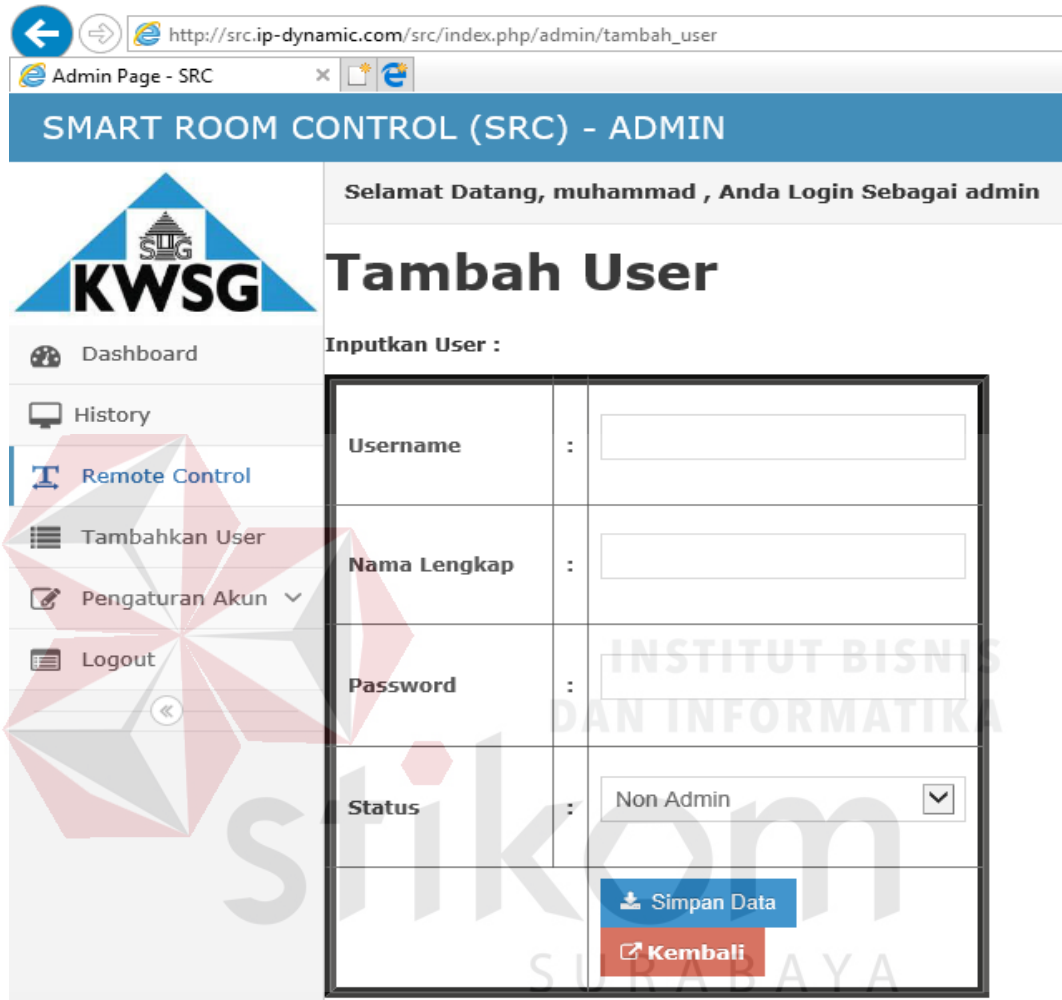 http://src.ip-dynamic.com/src/index.php/admin/tambah_user
Admin Page - SRC
SMART ROOM CONTROL (SRC) - ADMIN
SG
KWSG
Dashboard
History
Remote Control
Tambahkan User
Pengaturan Akun
Logout
Selamat Datang, muhammad , Anda Login Sebagai admin
Tambah User
Inputkan User :
Username :
Nama Lengkap :
Password :
Status : Non Admin
Simpan Data
Kembali
INSTITUT BISNIS
DAN INFORMATIKA
stikom
SURABAYA